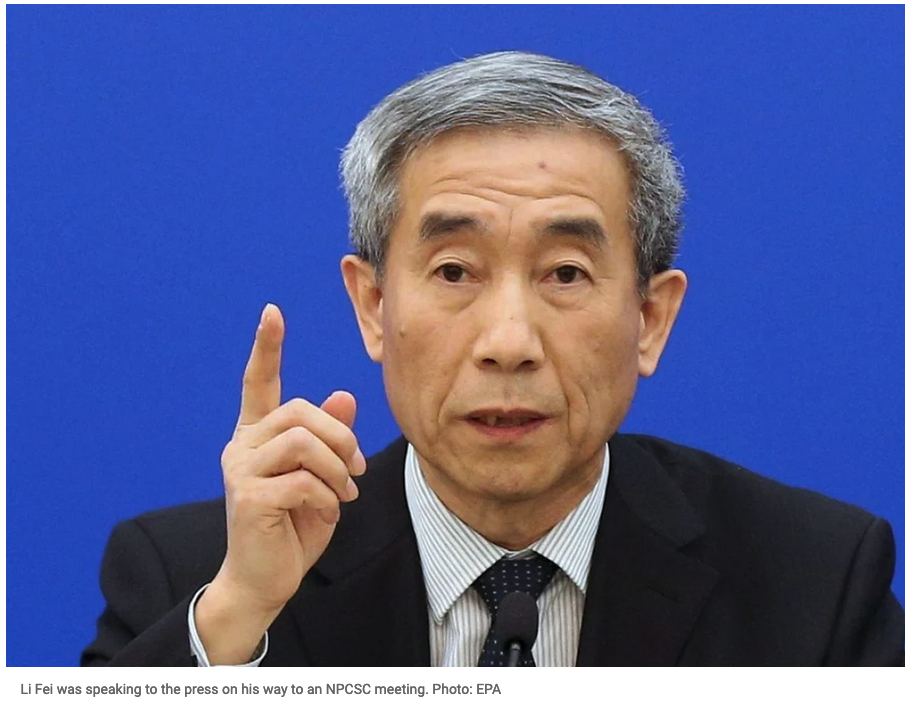 Li Fei was speaking to the press on his way to an NPCSC meeting. Photo: EPA